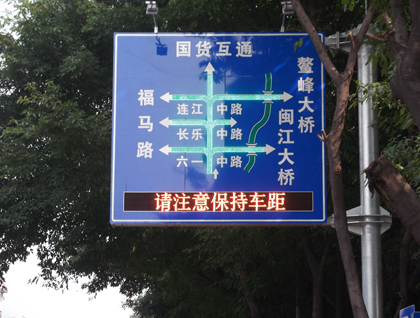 国货互通
福马路
连江中路
长乐中路
六一中路
鳌峰大桥
闽江大桥
请注意保持车距